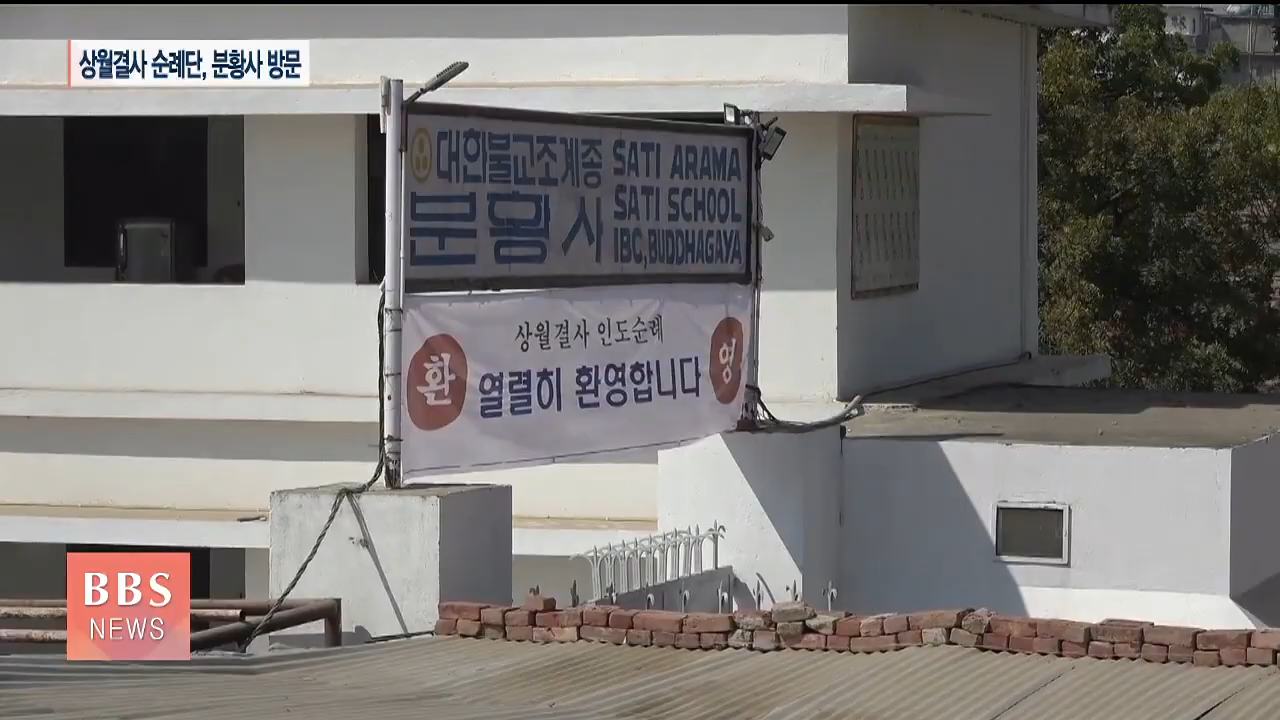 상월결사 순례단, 분황사 방문
대한불교조계종
분황사
SATI ARAMA
SATI SCHOOL
IBC, BUDDHAGAYA
상월결사 인도순례
환 열렬히 환영합니다 영
BBS
NEWS